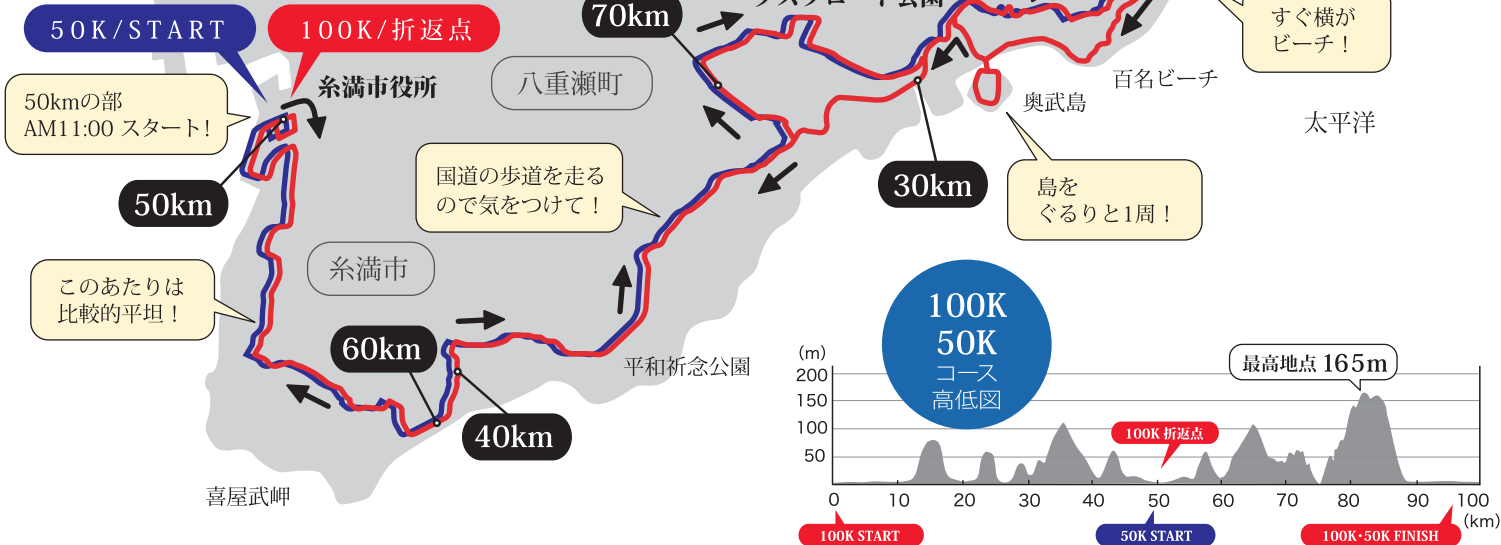 70km
50K/START
100K/折返点
すぐ横が
ビーチ！
糸満市役所
八重瀬町
百名ビーチ
奥武島
太平洋
50kmの部
AM11:00 スタート！
国道の歩道を走る
ので気をつけて！
50km
30km
島を
ぐるりと1周！
糸満市
このあたりは
比較的平坦！
60km
40km
平和祈念公園
喜屋武岬
100K
50K
コース
高低図
(m)
200
150
100
50
最高地点 165m
100K 折返点
0 10 20 30 40 50 60 70 80 90 100
(km)
100K START
50K START
100K・50K FINISH